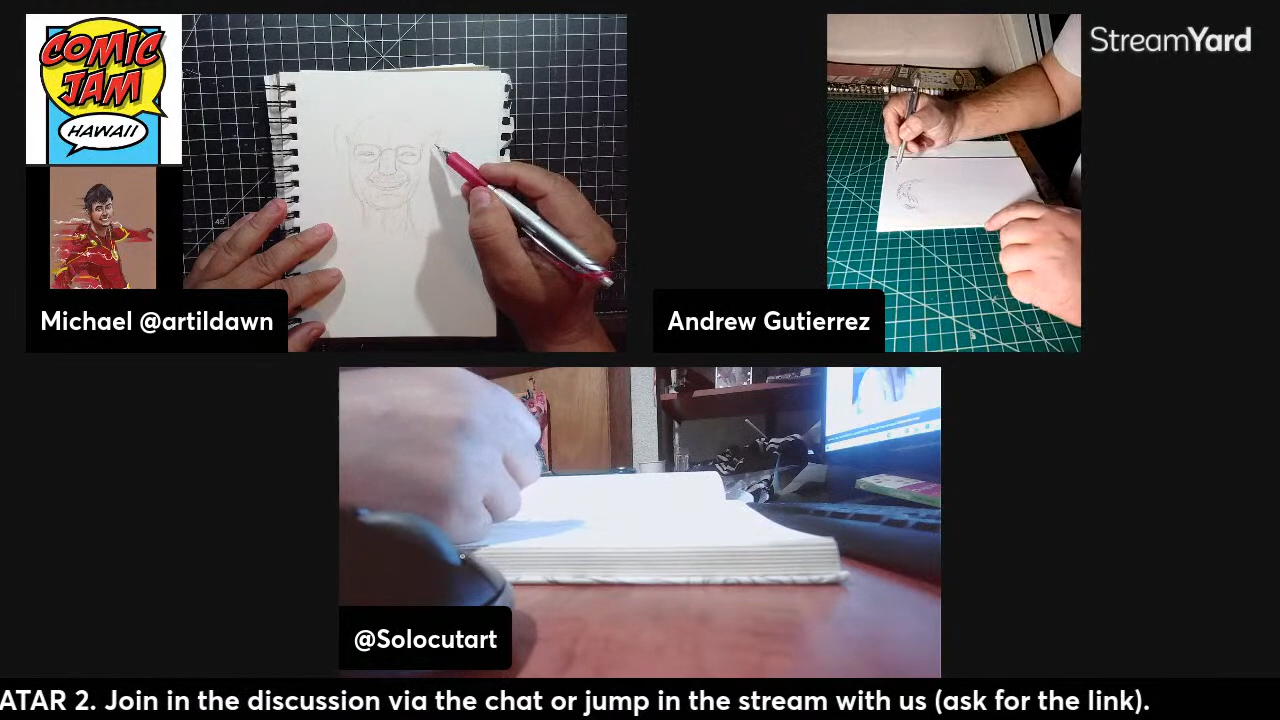 COMIC
JAM
HAWAII
StreamYard
Michael @artildawn
Andrew Gutierrez
@Solocutart
ATAR 2. Join in the discussion via the chat or jump in the stream with us (ask for the link).